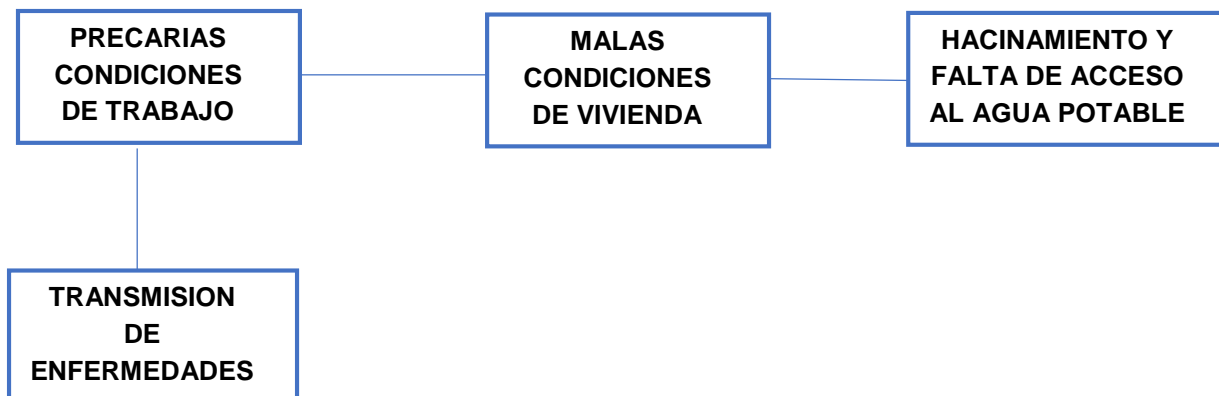 PRECARIAS
CONDICIONES
DE TRABAJO
MALAS
CONDICIONES
DE VIVIENDA
HACINAMIENTO Y
FALTA DE ACCESO
AL AGUA POTABLE
TRANSMISION
DE
ENFERMEDADES